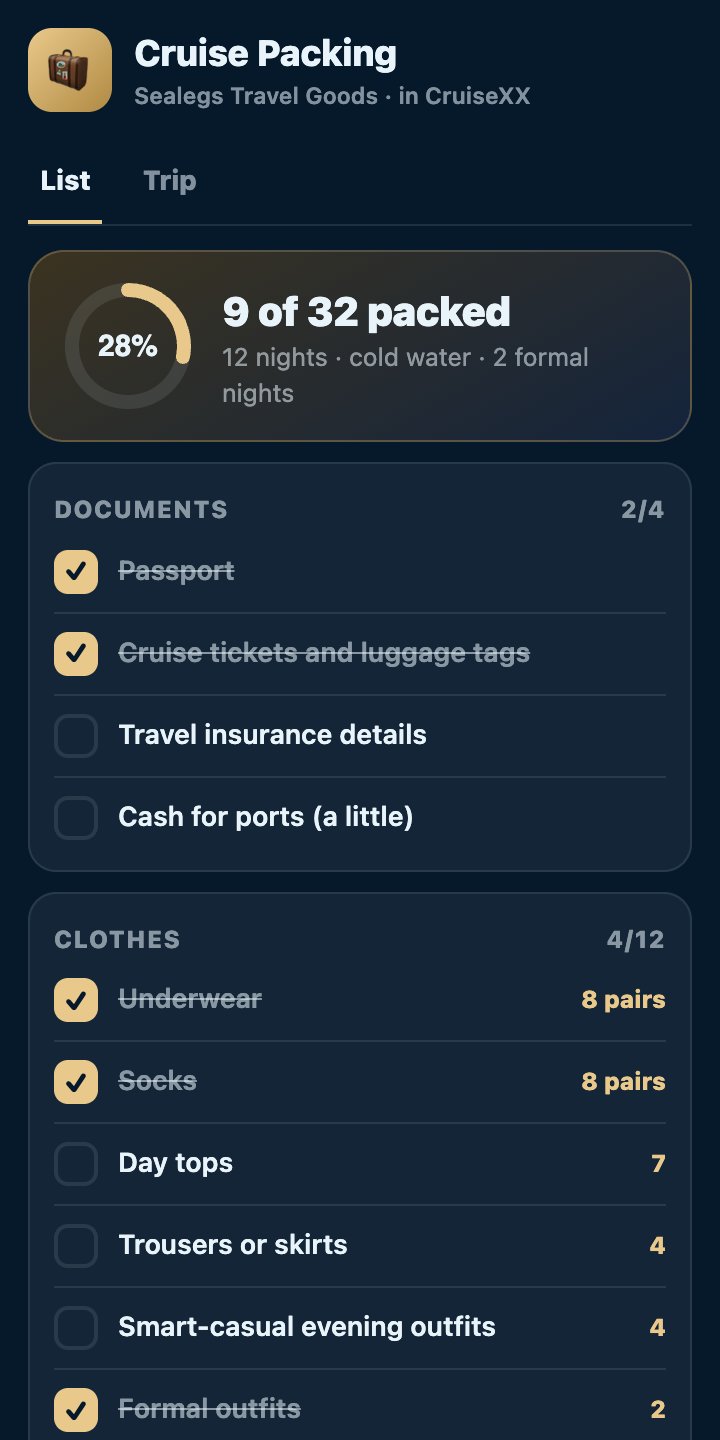 Cruise Packing
Sealegs Travel Goods · in CruiseXX
List
Trip
28%
9 of 32 packed
12 nights · cold water · 2 formal
nights
DOCUMENTS 2/4
Passport
Cruise tickets and luggage tags
Travel insurance details
Cash for ports (a little)
CLOTHES 4/12
Underwear 8 pairs
Socks 8 pairs
Day tops 7
Trousers or skirts 4
Smart-casual evening outfits 4
Formal outfits 2